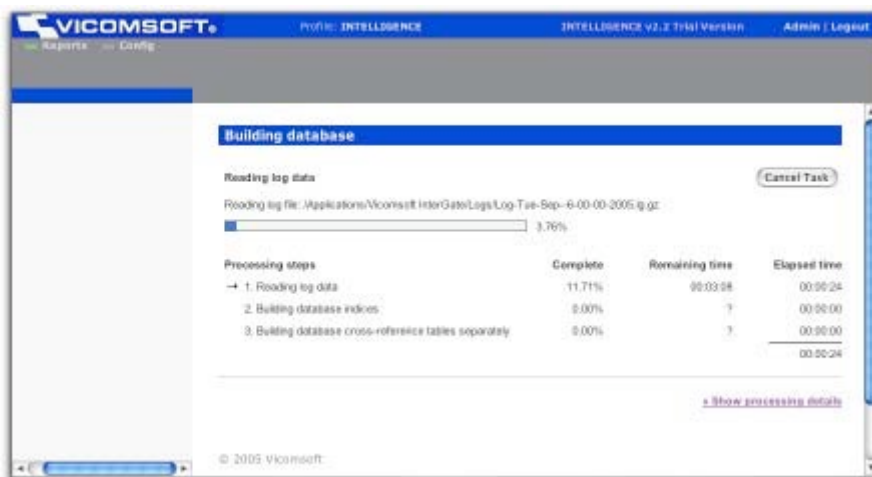 VICOMSOFT®
Profile: INTELLIGENCE
INTELLIGENCE v2.2 Trial Version
Admin | Logout
Reports Config
Building database
Reading log data
Cancel Task
Reading log file: /Applications/Vicomsoft InterGate/Logs/Log-Tue-Sep--6-00-00-2005.ig.gz
3.76%
Processing steps Complete Remaining time Elapsed time
→ 1. Reading log data 11.71% 00:03:08 00:00:24
2. Building database indices 0.00% ? 00:00:00
3. Building database cross-reference tables separately 0.00% ? 00:00:00
00:00:24
» Show processing details
© 2005 Vicomsoft